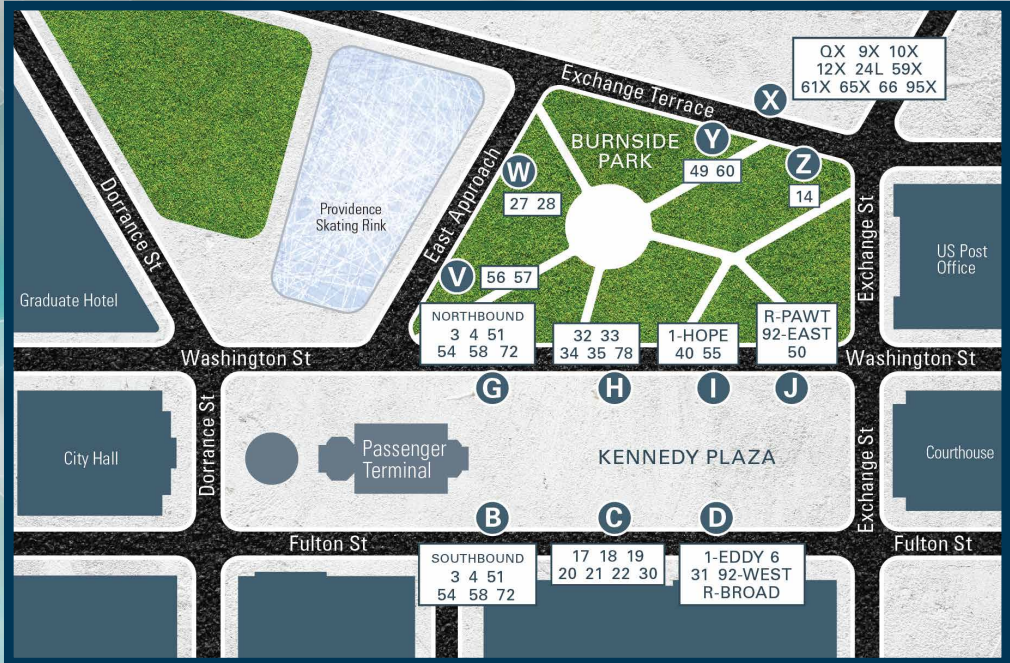 QX 9X 10X
12X 24L 59X
61X 65X 66 95X
X
Exchange Terrace
BURNSIDE
PARK
Y
49 60
Z
14
W
27 28
East Approach
Providence
Skating Rink
Dorrance St
Exchange St
US Post
Office
Graduate Hotel
V
56 57
NORTHBOUND
3 4 51
54 58 72
32 33
34 35 78
1-HOPE
40 55
R-PAWT
92-EAST
50
Washington St
Washington St
G
H
I
J
Dorrance St
City Hall
Passenger
Terminal
KENNEDY PLAZA
Exchange St
Courthouse
B
C
D
Fulton St
Fulton St
SOUTHBOUND
3 4 51
54 58 72
17 18 19
20 21 22 30
1-EDDY 6
31 92-WEST
R-BROAD